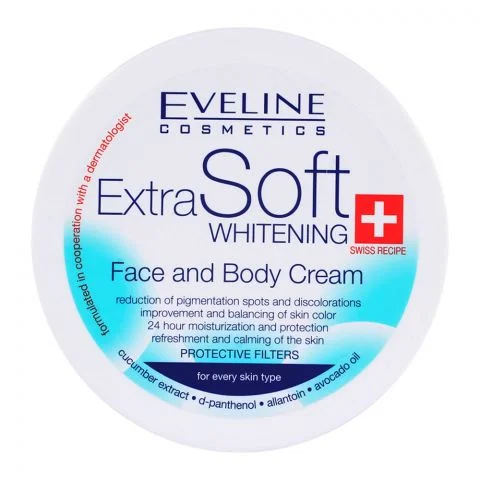 EVELINE
COSMETICS
Extra Soft
WHITENING
SWISS RECIPE
Face and Body Cream
reduction of pigmentation spots and discolorations
improvement and balancing of skin color
24 hour moisturization and protection
refreshment and calming of the skin
PROTECTIVE FILTERS
for every skin type
cucumber extract • d-panthenol • allantoin • avocado oil
formulated in cooperation with a dermatologist